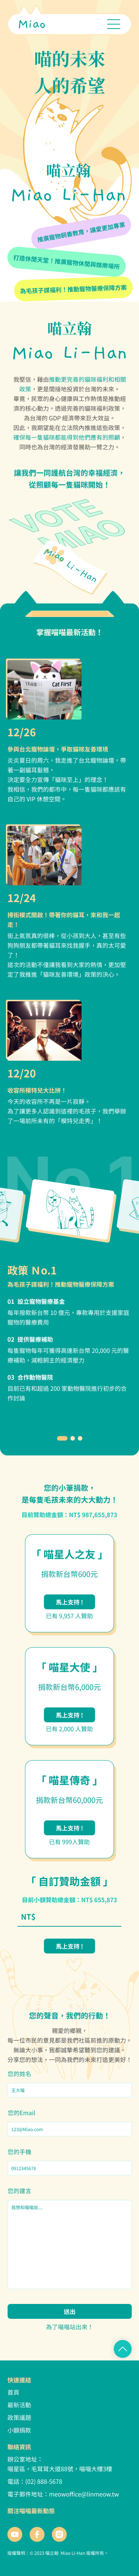 Miao
喵的未來
人的希望
喵立翰
Miao Li-Han
推廣寵物飼養教育，讓愛更加專業
打造休閒天堂！推廣寵物休閒與娛樂場所
為毛孩子謀福利！推動寵物醫療保障方案
喵立翰
Miao Li-Han
我堅信，藉由推動更完善的貓咪福利和相關
政策，更是間接地投資於台灣的未來。
畢竟，民眾的身心健康與工作熱情是推動經
濟的核心動力。透過完善的貓咪福利政策，
為台灣的 GDP 經濟帶來巨大效益。
因此，我期望能在立法院內推進這些政策，
確保每一隻貓咪都能得到他們應有的照顧，
同時也為台灣的經濟發展助一臂之力。
讓我們一同護航台灣的幸福經濟，
從照顧每一隻貓咪開始！
VOTE
MIAO
Miao Li-Han
掌握喵喵最新活動！
Cat First
12/26
參與台北寵物論壇，爭取貓咪友善環境
炎炎夏日的周六，我走進了台北寵物論壇，帶
著一副貓耳髮箍，
決定要全力宣傳「貓咪至上」的理念！
我相信，我們的都市中，每一隻貓咪都應該有
自己的 VIP 休憩空間。
12/24
掃街模式開啟！帶著你的貓耳，來和我一起
走！
街上氣氛真的很棒，從小孩到大人，甚至有些
狗狗朋友都帶著貓耳來找我握手，真的太可愛
了！
這次的活動不僅讓我看到大家的熱情，更加堅
定了我推進「貓咪友善環境」政策的決心。
12/20
收容所模特兒大比拼！
今天的收容所不再是一片寂靜。
為了讓更多人認識到這裡的毛孩子，我們舉辦
了一場前所未有的「模特兒走秀」！
No.1
政策 No.1
為毛孩子謀福利！推動寵物醫療保障方案
01 設立寵物醫療基金
每年撥款新台幣 10 億元，專款專用於支援家庭
寵物的醫療費用
02 提供醫療補助
每隻寵物每年可獲得高達新台幣 20,000 元的醫
療補助，減輕飼主的經濟壓力
03 合作動物醫院
目前已有和超過 200 家動物醫院進行初步的合
作討論
您的小筆捐款，
是每隻毛孩未來的大大動力！
目前贊助總金額：NT$ 987,655,873
「 喵星人之友 」
捐款新台幣600元
馬上支持！
已有 9,957 人贊助
「 喵星大使 」
捐款新台幣6,000元
馬上支持！
已有 2,000 人贊助
「 喵星傳奇 」
捐款新台幣60,000元
馬上支持！
已有 999人贊助
「 自訂贊助金額 」
目前小額贊助總金額：NT$ 655,873
NT$
馬上支持！
您的聲音，我們的行動！
親愛的鄉親，
每一位市民的意見都是我們社區前進的原動力，
無論大小事，我都誠摯希望聽到您的建議。
分享您的想法，一同為我們的未來打造更美好！
您的姓名
王大喵
您的Email
123@Miao.com
您的手機
0912345678
您的建言
我想和喵喵說...
送出
為了喵喵站出來！
快速連結
首頁
最新活動
政策議題
小額捐款
聯絡資訊
辦公室地址：
喵星區，毛茸茸大道88號，喵喵大樓3樓
電話：(02) 888-5678
電子郵件地址：meowoffice@linmeow.tw
關注喵喵最新動態
版權聲明：© 2023 喵立翰 Miao Li-Han 版權所有。